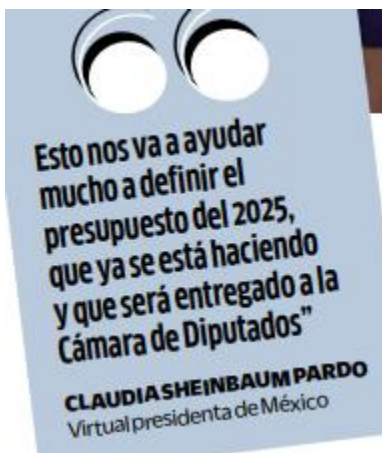 Esto nos va a ayudar
mucho a definir el
presupuesto del 2025,
que ya se está haciendo
y que será entregado a la
Cámara de Diputados”
CLAUDIA SHEINBAUM PARDO
Virtual presidenta de México